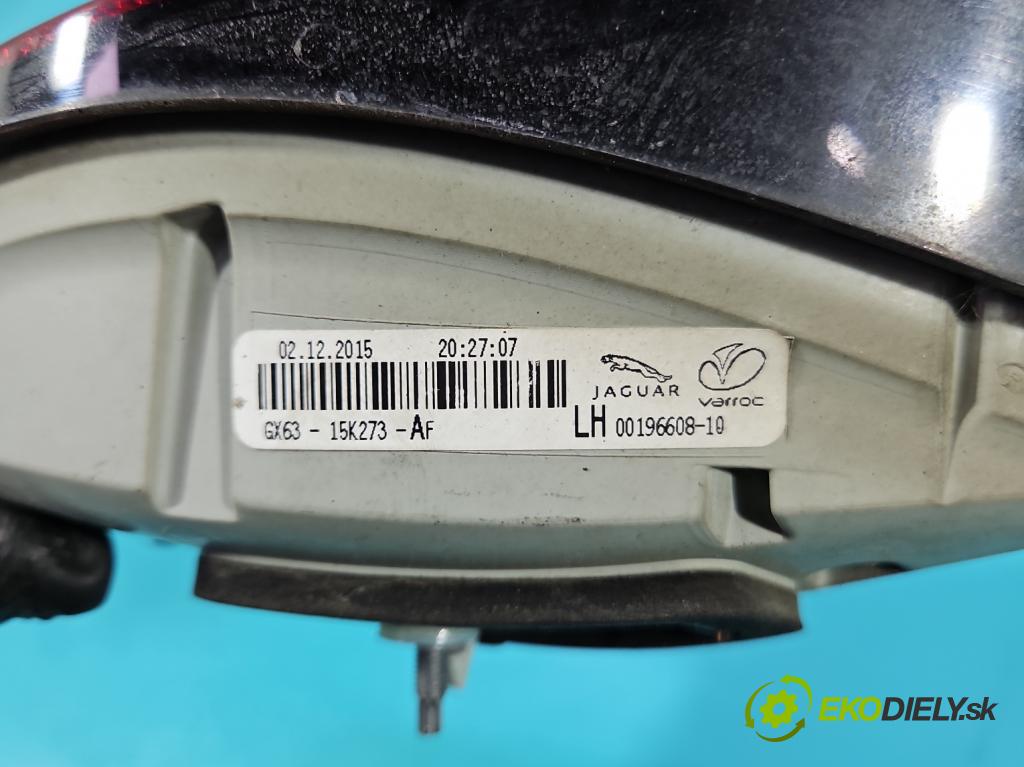 02.12.2015 20:27:07
JAGUAR varroc
GX63 - 15K273 -AF LH 00196608-10
EKODIELY.sk